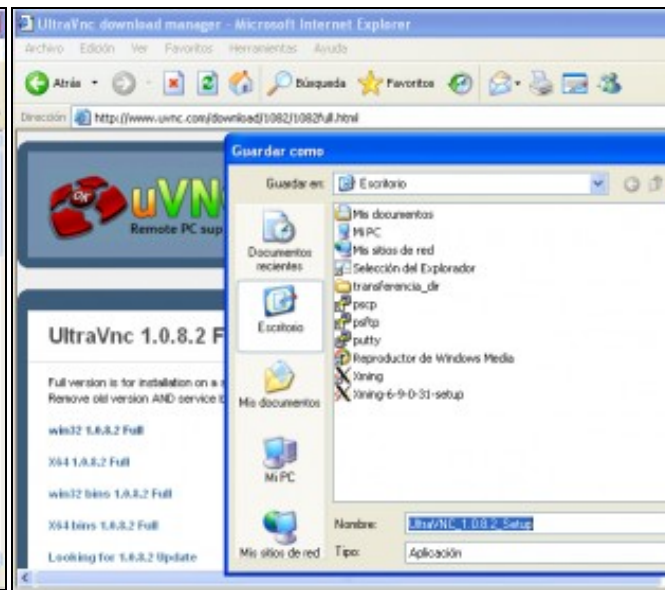 UltraVnc download manager - Microsoft Internet Explorer
Archivo Edición Ver Favoritos Herramientas Ayuda
Atrás Búsqueda Favoritos
Dirección http://www.uvnc.com/download/1082/1082full.html
Guardar como
Guardar en: Escritorio
uVN
Remote PC sup
Documentos recientes
Escritorio
Mis documentos
Mi PC
Mis sitios de red
Mis documentos
Mi PC
Mis sitios de red
Selección del Explorador
transferencia_dir
pscp
psftp
putty
Reproductor de Windows Media
Xming
Xming-6-9-0-31-setup
UltraVnc 1.0.8.2 F
Full version is for installation on a
Remove old version AND service
win32 1.0.8.2 Full
X64 1.0.8.2 Full
win32 bins 1.0.8.2 Full
X64 bins 1.0.8.2 Full
Looking for 1.0.8.2 Update
Nombre: UltraVNC_1.0.8.2_Setup
Tipo: Aplicación